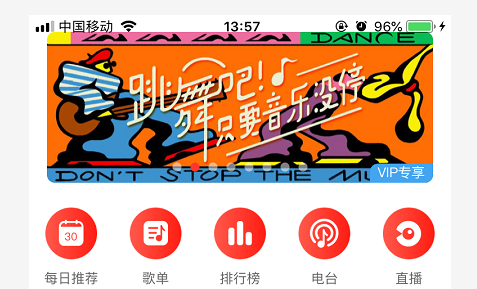 中国移动 13:57 96%
DANCE
跳舞吧!
只要音乐没停
DON'T STOP THE MU
VIP专享
30
每日推荐 歌单 排行榜 电台 直播